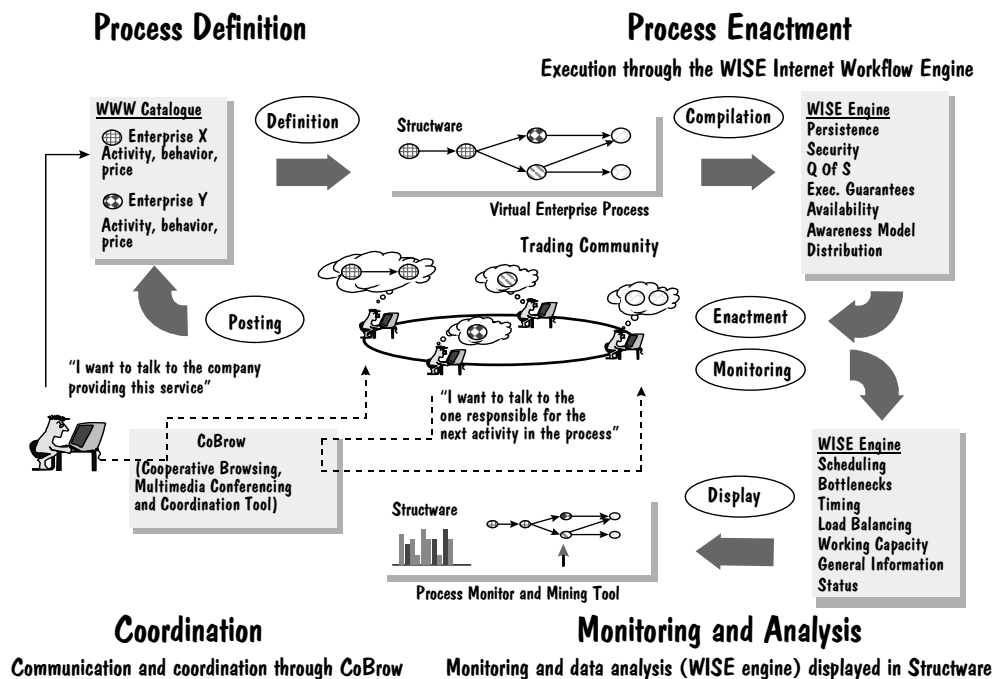 Process Definition
Process Enactment
Execution through the WISE Internet Workflow Engine
WWW Catalogue
Enterprise X
Activity, behavior,
price
Enterprise Y
Activity, behavior,
price
Definition
Structware
Virtual Enterprise Process
Compilation
WISE Engine
Persistence
Security
Q Of S
Exec. Guarantees
Availability
Awareness Model
Distribution
Trading Community
Posting
Enactment
Monitoring
“I want to talk to the company
providing this service”
“I want to talk to the
one responsible for the
next activity in the process”
CoBrow
(Cooperative Browsing,
Multimedia Conferencing
and Coordination Tool)
Structware
Process Monitor and Mining Tool
Display
WISE Engine
Scheduling
Bottlenecks
Timing
Load Balancing
Working Capacity
General Information
Status
Coordination
Communication and coordination through CoBrow
Monitoring and Analysis
Monitoring and data analysis (WISE engine) displayed in Structware